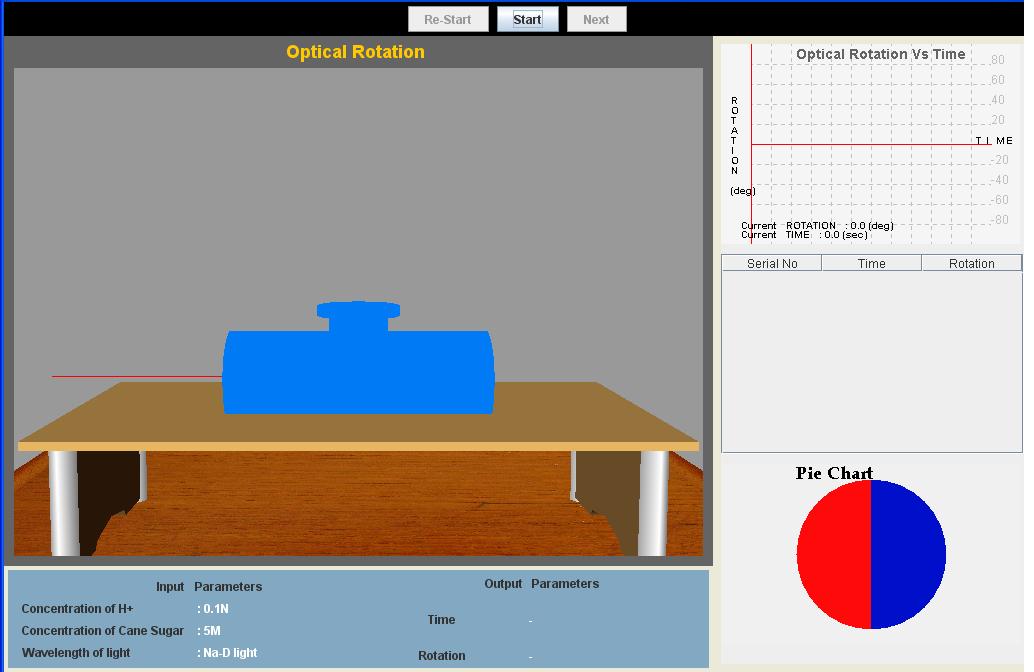 Re-Start Start Next
Optical Rotation
Optical Rotation Vs Time
80
60
40
20
ROTATION
(deg)
TIME
-20
-40
-60
-80
Current ROTATION : 0.0 (deg)
Current TIME : 0.0 (sec)
Serial No Time Rotation
Pie Chart
Input Parameters
Concentration of H+ : 0.1N
Concentration of Cane Sugar : 5M
Wavelength of light : Na-D light
Output Parameters
Time -
Rotation -